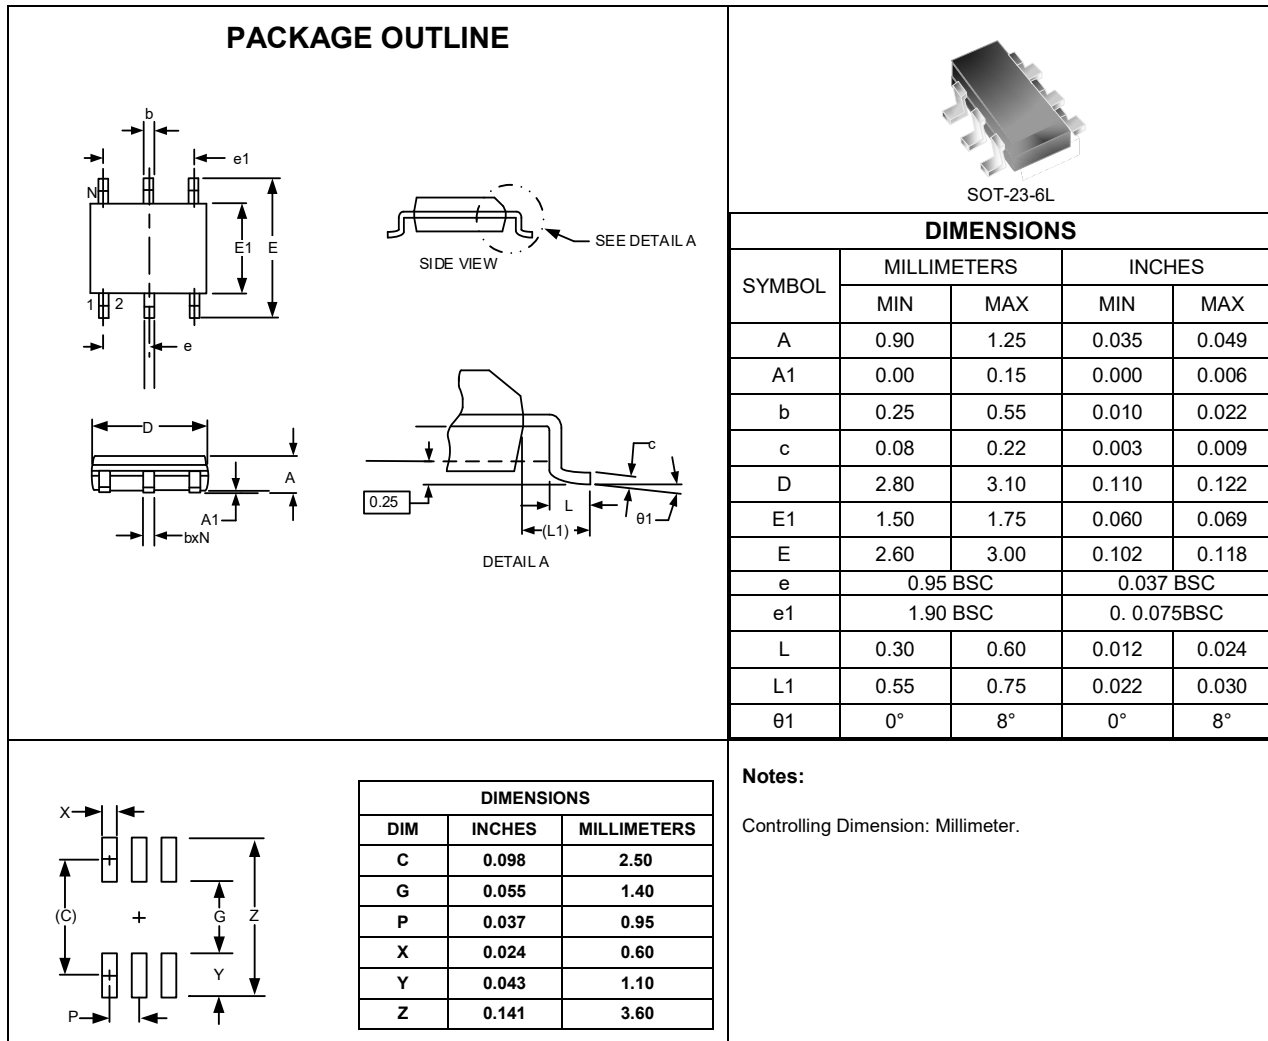 PACKAGE OUTLINE
b
e1
N
E1
E
1
2
e
SIDE VIEW
SEE DETAIL A
D
A
A1
bxN
c
0.25
L
(L1)
θ1
DETAIL A
SOT-23-6L
DIMENSIONS
SYMBOL MILLIMETERS INCHES
MIN MAX MIN MAX
A 0.90 1.25 0.035 0.049
A1 0.00 0.15 0.000 0.006
b 0.25 0.55 0.010 0.022
c 0.08 0.22 0.003 0.009
D 2.80 3.10 0.110 0.122
E1 1.50 1.75 0.060 0.069
E 2.60 3.00 0.102 0.118
e 0.95 BSC 0.037 BSC
e1 1.90 BSC 0. 0.075BSC
L 0.30 0.60 0.012 0.024
L1 0.55 0.75 0.022 0.030
θ1 0° 8° 0° 8°
X
(C)
G
Z
Y
P
DIMENSIONS
DIM INCHES MILLIMETERS
C 0.098 2.50
G 0.055 1.40
P 0.037 0.95
X 0.024 0.60
Y 0.043 1.10
Z 0.141 3.60
Notes:
Controlling Dimension: Millimeter.